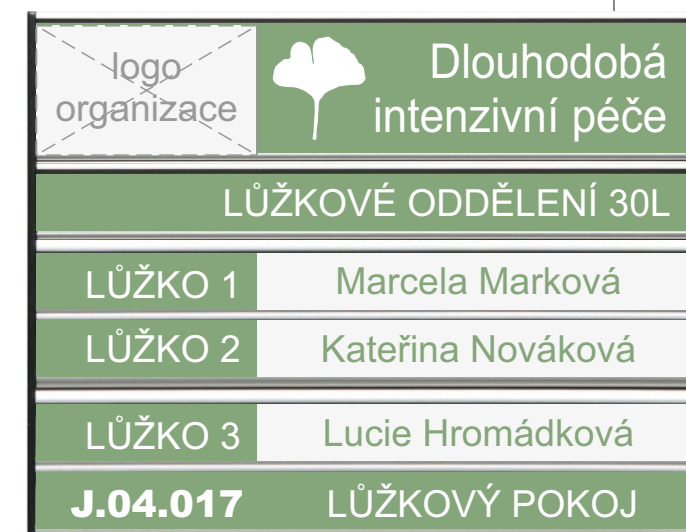 logo
organizace
Dlouhodobá
intenzivní péče
LŮŽKOVÉ ODDĚLENÍ 30L
LŮŽKO 1 Marcela Marková
LŮŽKO 2 Kateřina Nováková
LŮŽKO 3 Lucie Hromádková
J.04.017 LŮŽKOVÝ POKOJ